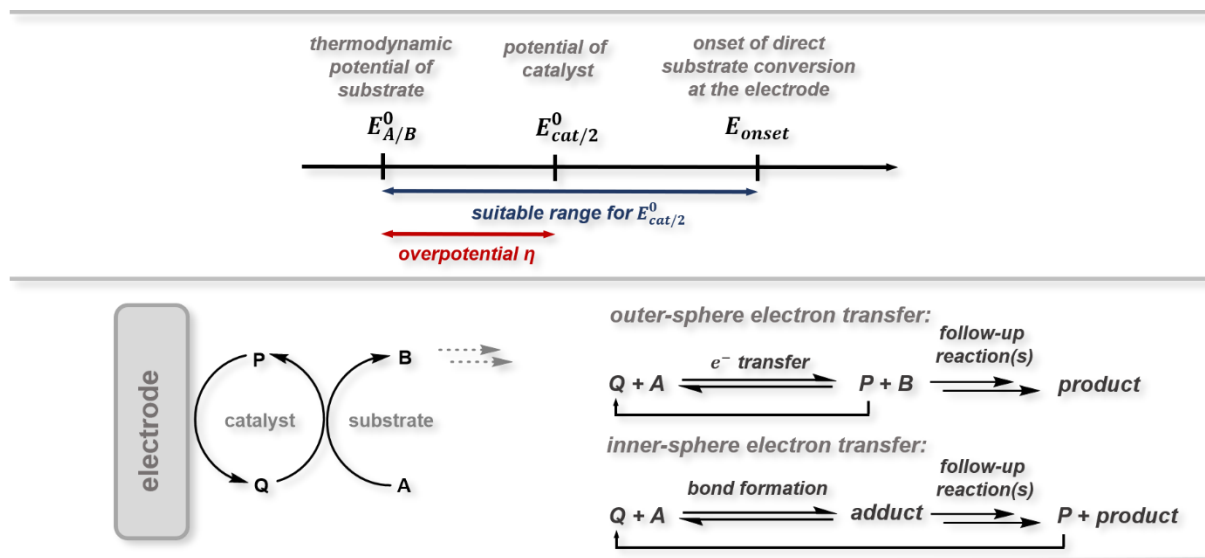 thermodynamic
potential of
substrate
potential of
catalyst
onset of direct
substrate conversion
at the electrode
E⁰A/B
E⁰cat/2
Eonset
suitable range for E⁰cat/2
overpotential η
electrode
P
catalyst
Q
B
substrate
A
outer-sphere electron transfer:
Q + A
e⁻ transfer
P + B
follow-up
reaction(s)
product
inner-sphere electron transfer:
Q + A
bond formation
adduct
follow-up
reaction(s)
P + product